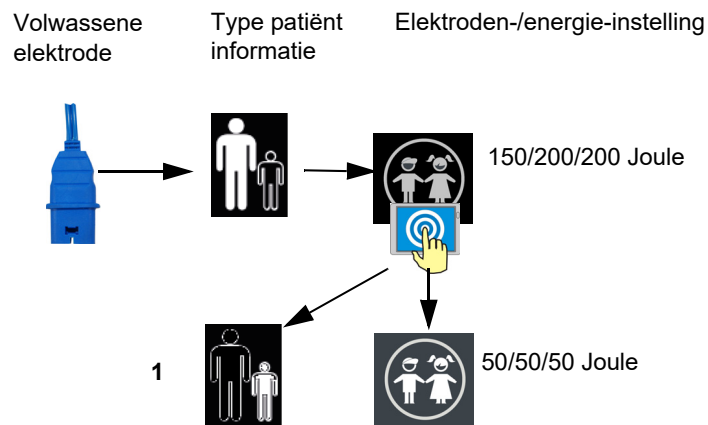 Volwassene
elektrode
Type patiënt
informatie
Elektroden-/energie-instelling
150/200/200 Joule
1
50/50/50 Joule